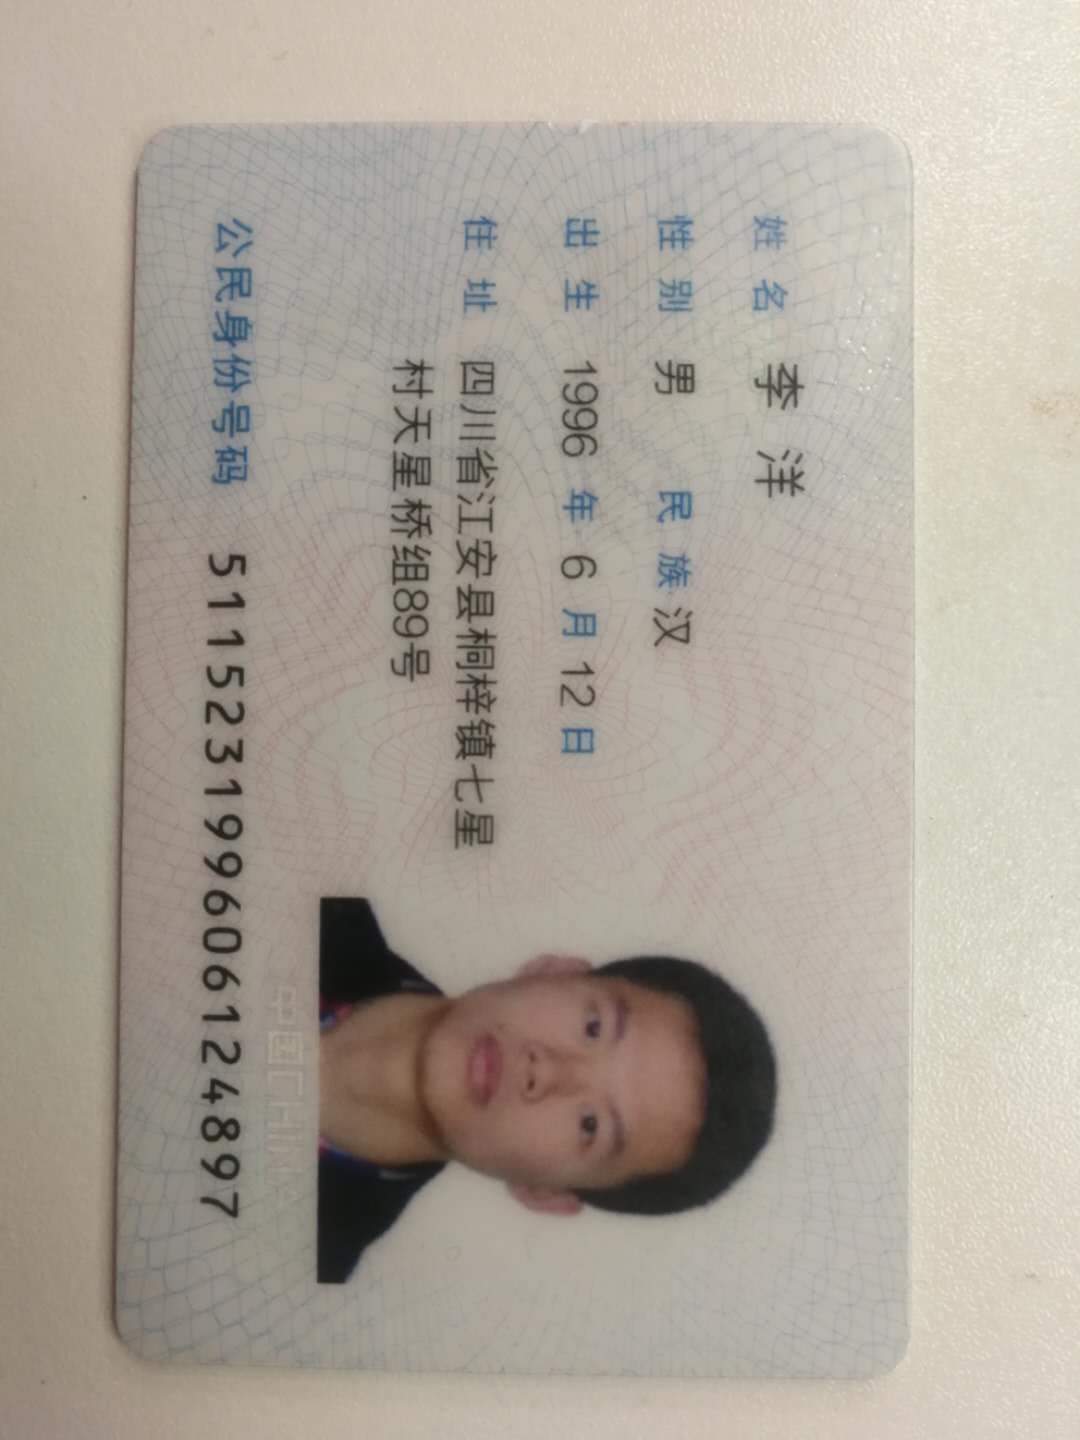 姓名 李洋
性别 男 民族 汉
出生 1996 年 6 月 12 日
住址 四川省江安县桐梓镇七星
村天星桥组89号
公民身份号码 511523199606124897
中国CHINA